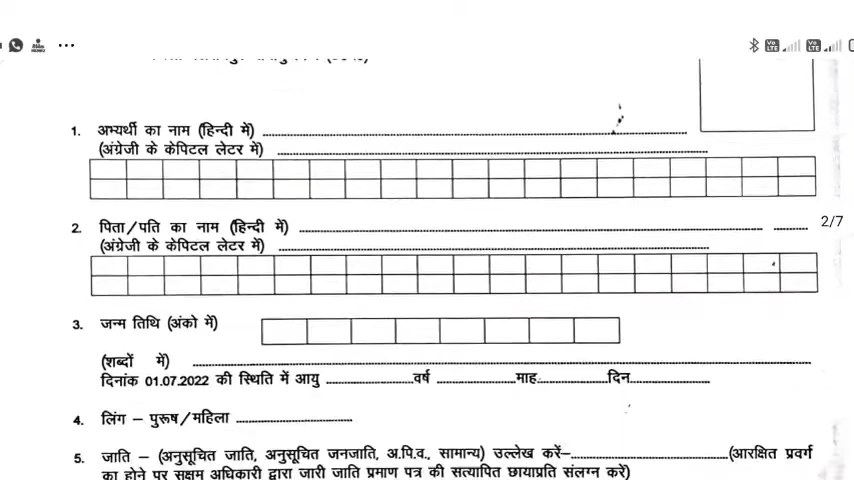 1. अभ्यर्थी का नाम (हिन्दी में)
(अंग्रेजी के केपिटल लेटर में)
2. पिता/पति का नाम (हिन्दी में)
2/7
(अंग्रेजी के केपिटल लेटर में)
3. जन्म तिथि (अंको में)
(शब्दों में)
दिनांक 01.07.2022 की स्थिति में आयु ............वर्ष ............माह............दिन............
4. लिंग – पुरूष/महिला ............
5. जाति – (अनुसूचित जाति, अनुसूचित जनजाति, अ.पि.व., सामान्य) उल्लेख करें–............(आरक्षित प्रवर्ग
का होने पर सक्षम अधिकारी द्वारा जारी जाति प्रमाण पत्र की सत्यापित छायाप्रति संलग्न करें)